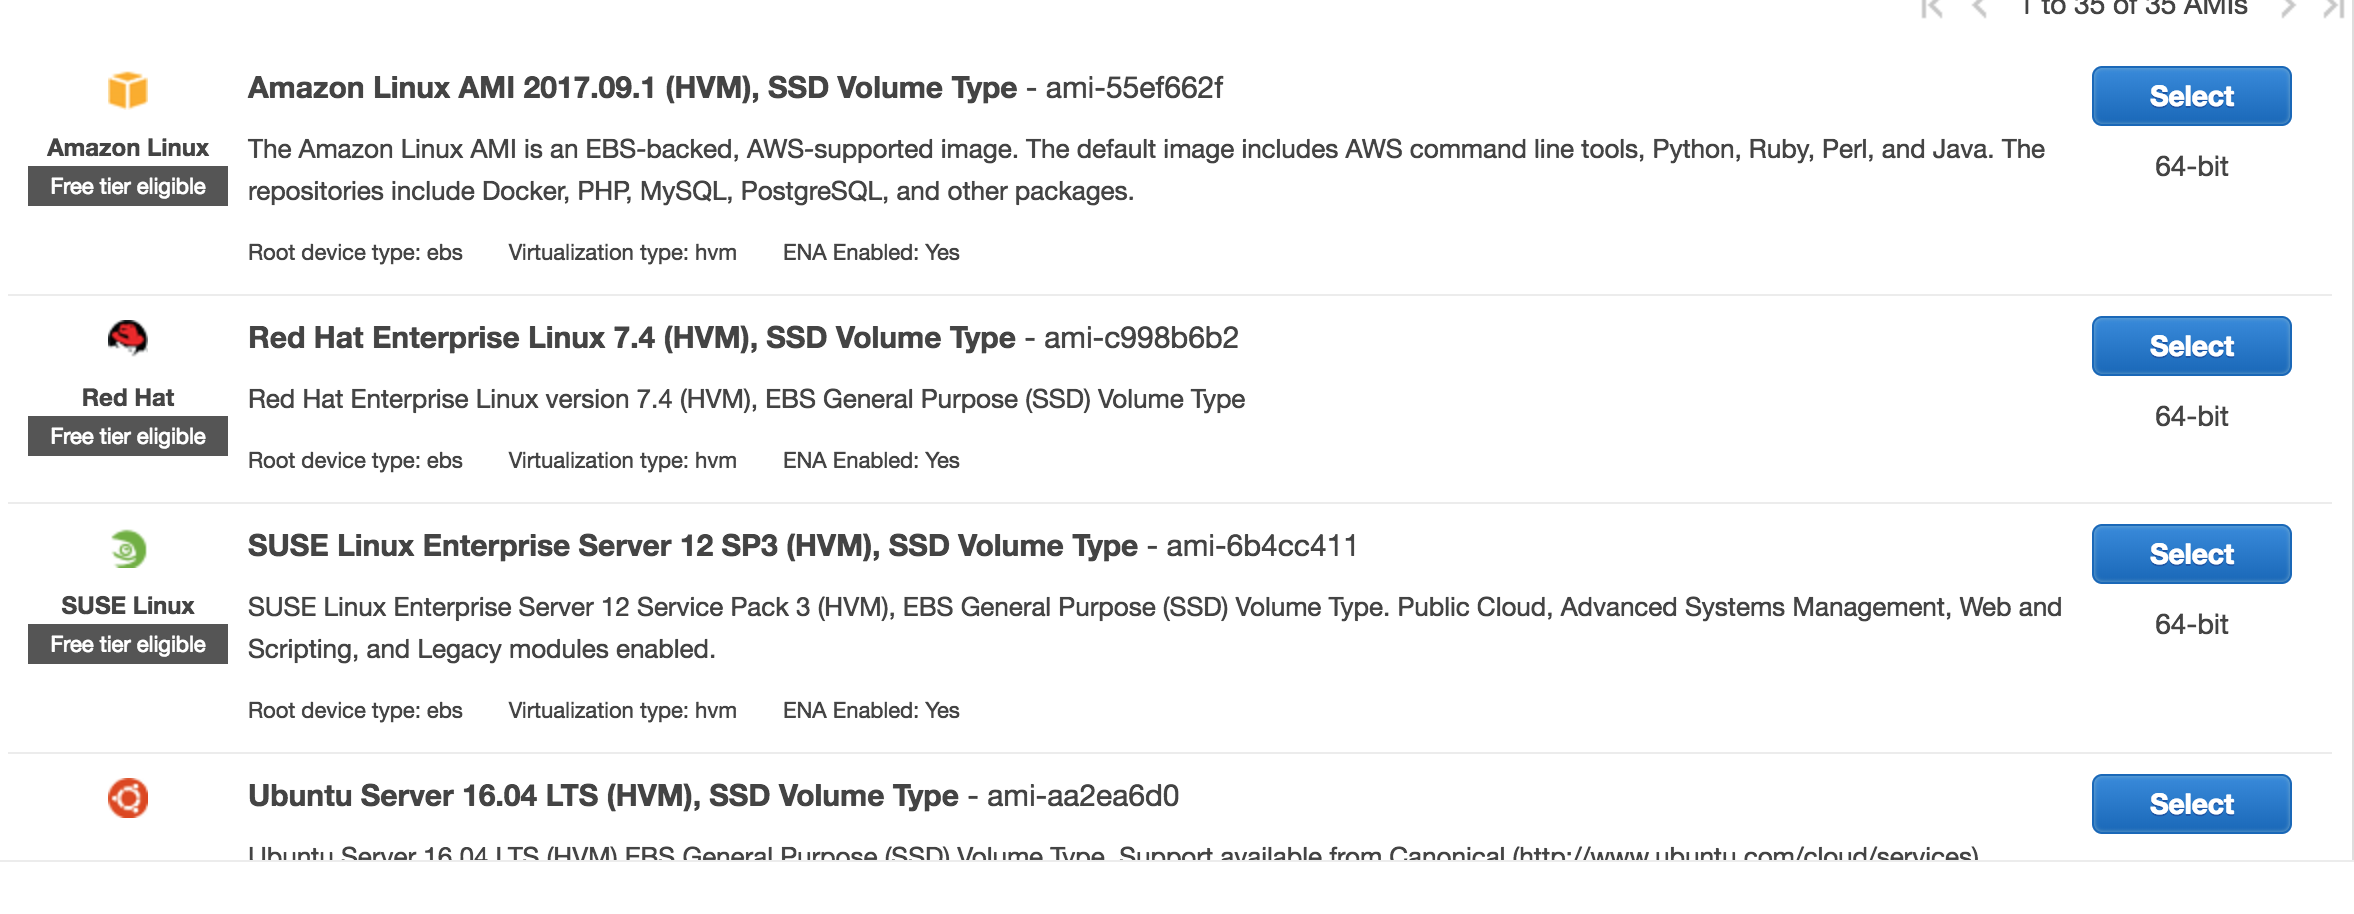 1 to 35 of 35 AMIs
Amazon Linux AMI 2017.09.1 (HVM), SSD Volume Type - ami-55ef662f
Select
Amazon Linux
Free tier eligible
The Amazon Linux AMI is an EBS-backed, AWS-supported image. The default image includes AWS command line tools, Python, Ruby, Perl, and Java. The
repositories include Docker, PHP, MySQL, PostgreSQL, and other packages.
64-bit
Root device type: ebs Virtualization type: hvm ENA Enabled: Yes
Red Hat Enterprise Linux 7.4 (HVM), SSD Volume Type - ami-c998b6b2
Select
Red Hat
Free tier eligible
Red Hat Enterprise Linux version 7.4 (HVM), EBS General Purpose (SSD) Volume Type
64-bit
Root device type: ebs Virtualization type: hvm ENA Enabled: Yes
SUSE Linux Enterprise Server 12 SP3 (HVM), SSD Volume Type - ami-6b4cc411
Select
SUSE Linux
Free tier eligible
SUSE Linux Enterprise Server 12 Service Pack 3 (HVM), EBS General Purpose (SSD) Volume Type. Public Cloud, Advanced Systems Management, Web and
Scripting, and Legacy modules enabled.
64-bit
Root device type: ebs Virtualization type: hvm ENA Enabled: Yes
Ubuntu Server 16.04 LTS (HVM), SSD Volume Type - ami-aa2ea6d0
Select
Ubuntu Server 16.04 LTS (HVM),EBS General Purpose (SSD) Volume Type. Support available from Canonical (http://www.ubuntu.com/cloud/services)